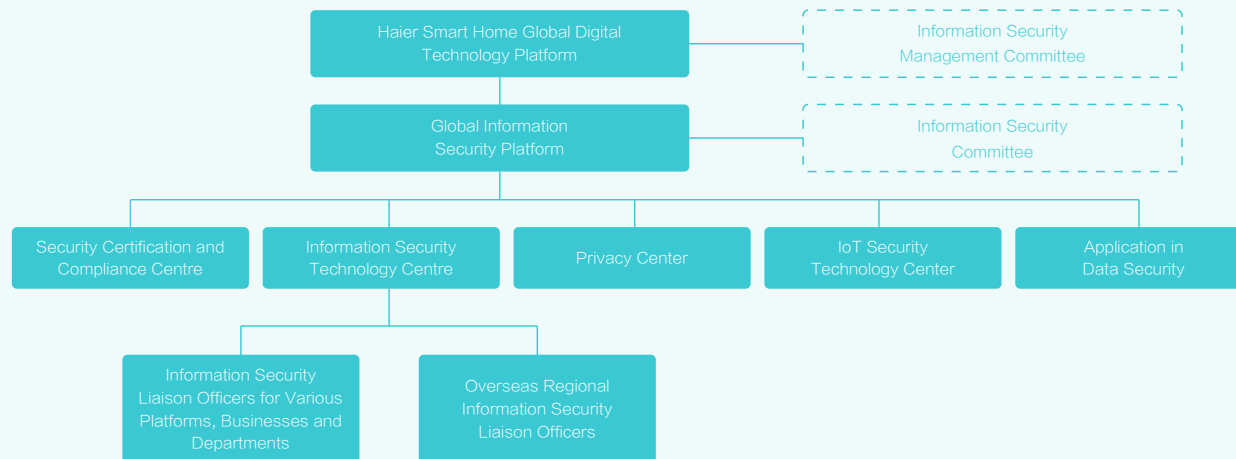 Haier Smart Home Global Digital
Technology Platform
Information Security
Management Committee
Global Information
Security Platform
Information Security
Committee
Security Certification and
Compliance Centre
Information Security
Technology Centre
Privacy Center
IoT Security
Technology Center
Application in
Data Security
Information Security
Liaison Officers for Various
Platforms, Businesses and
Departments
Overseas Regional
Information Security
Liaison Officers